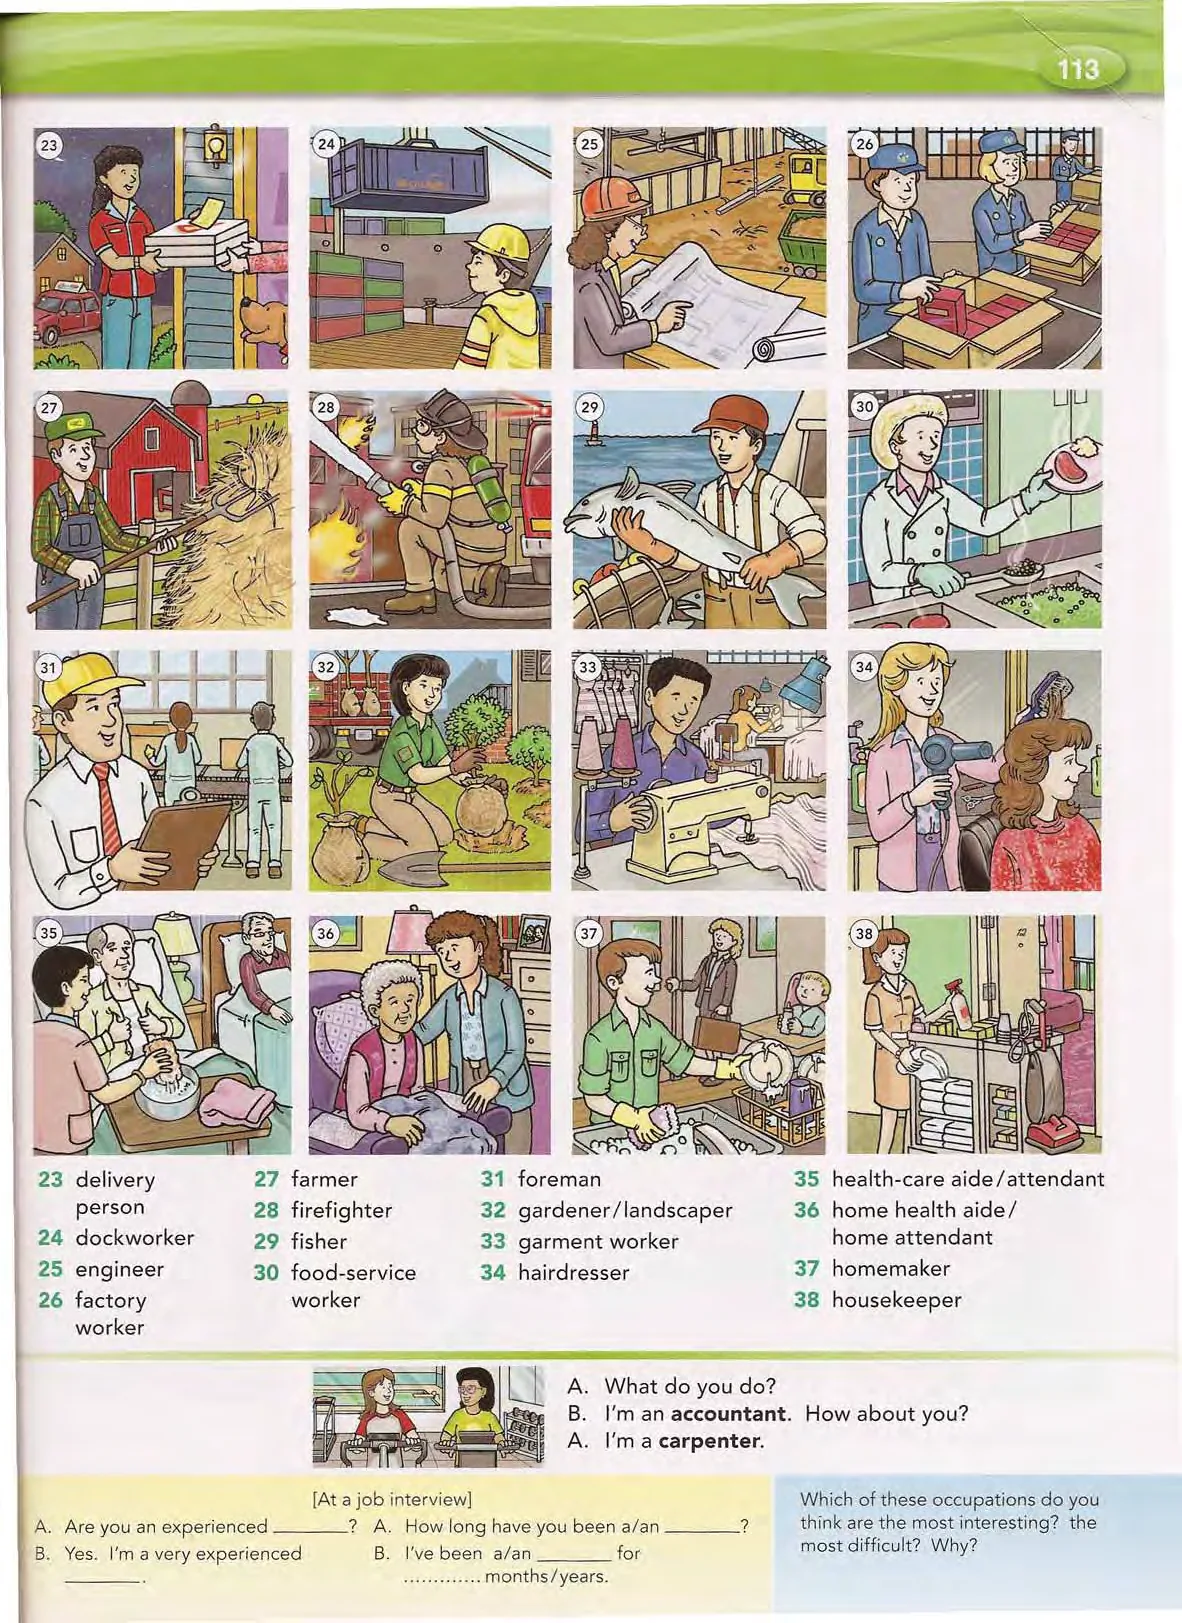 113
23
24
25
26
27
28
29
30
31
32
33
34
35
36
37
38
23 delivery
person
24 dockworker
25 engineer
26 factory
worker
27 farmer
28 firefighter
29 fisher
30 food-service
worker
31 foreman
32 gardener/landscaper
33 garment worker
34 hairdresser
35 health-care aide/attendant
36 home health aide/
home attendant
37 homemaker
38 housekeeper
A. What do you do?
B. I'm an accountant. How about you?
A. I'm a carpenter.
[At a job interview]
A. Are you an experienced ________?
B. Yes. I'm a very experienced
________.
A. How long have you been a/an ________?
B. I've been a/an ________ for
............. months/years.
Which of these occupations do you
think are the most interesting? the
most difficult? Why?